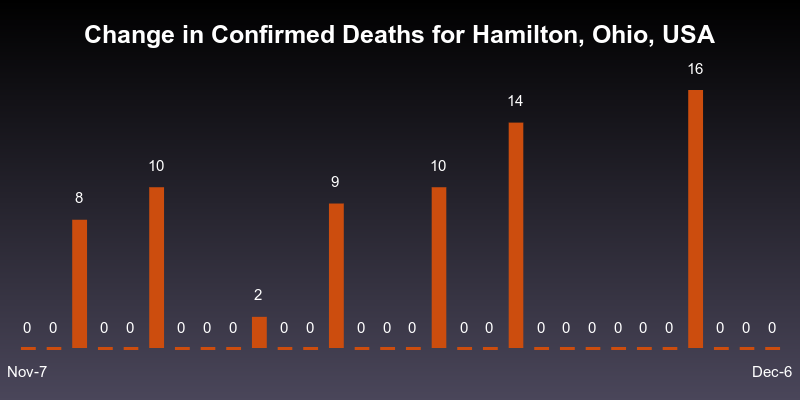 Change in Confirmed Deaths for Hamilton, Ohio, USA
0 0 8 0 0 10 0 0 0 2 0 0 9 0 0 0 10 0 0 14 0 0 0 0 0 0 16 0 0 0
Nov-7 Dec-6